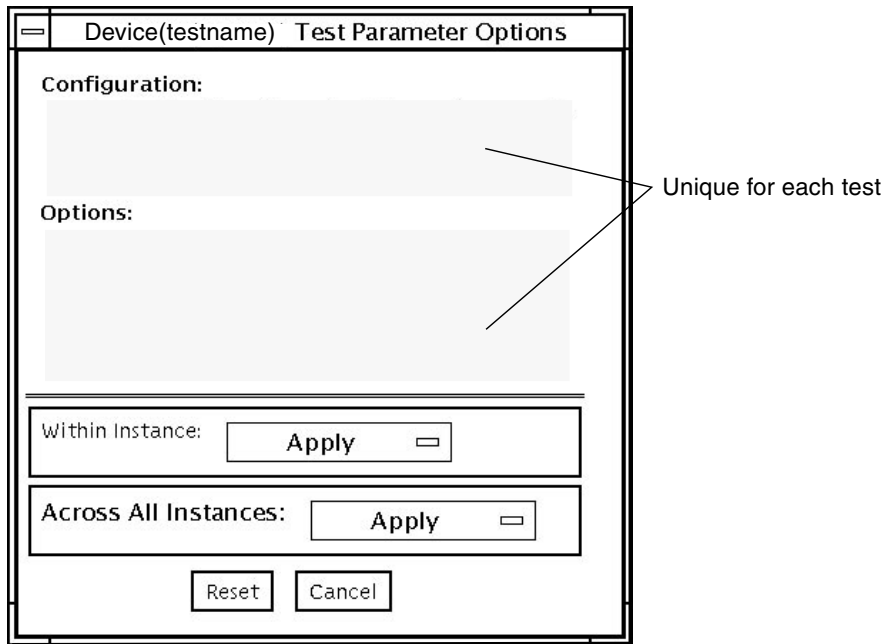 Device(testname) Test Parameter Options
Configuration:
Unique for each test
Options:
Within Instance:
Apply
Across All Instances:
Apply
Reset
Cancel